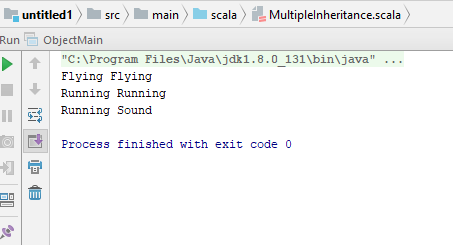 untitled1 src main scala MultipleInheritance.scala
Run ObjectMain
"C:\Program Files\Java\jdk1.8.0_131\bin\java" ...
Flying Flying
Running Running
Running Sound
Process finished with exit code 0